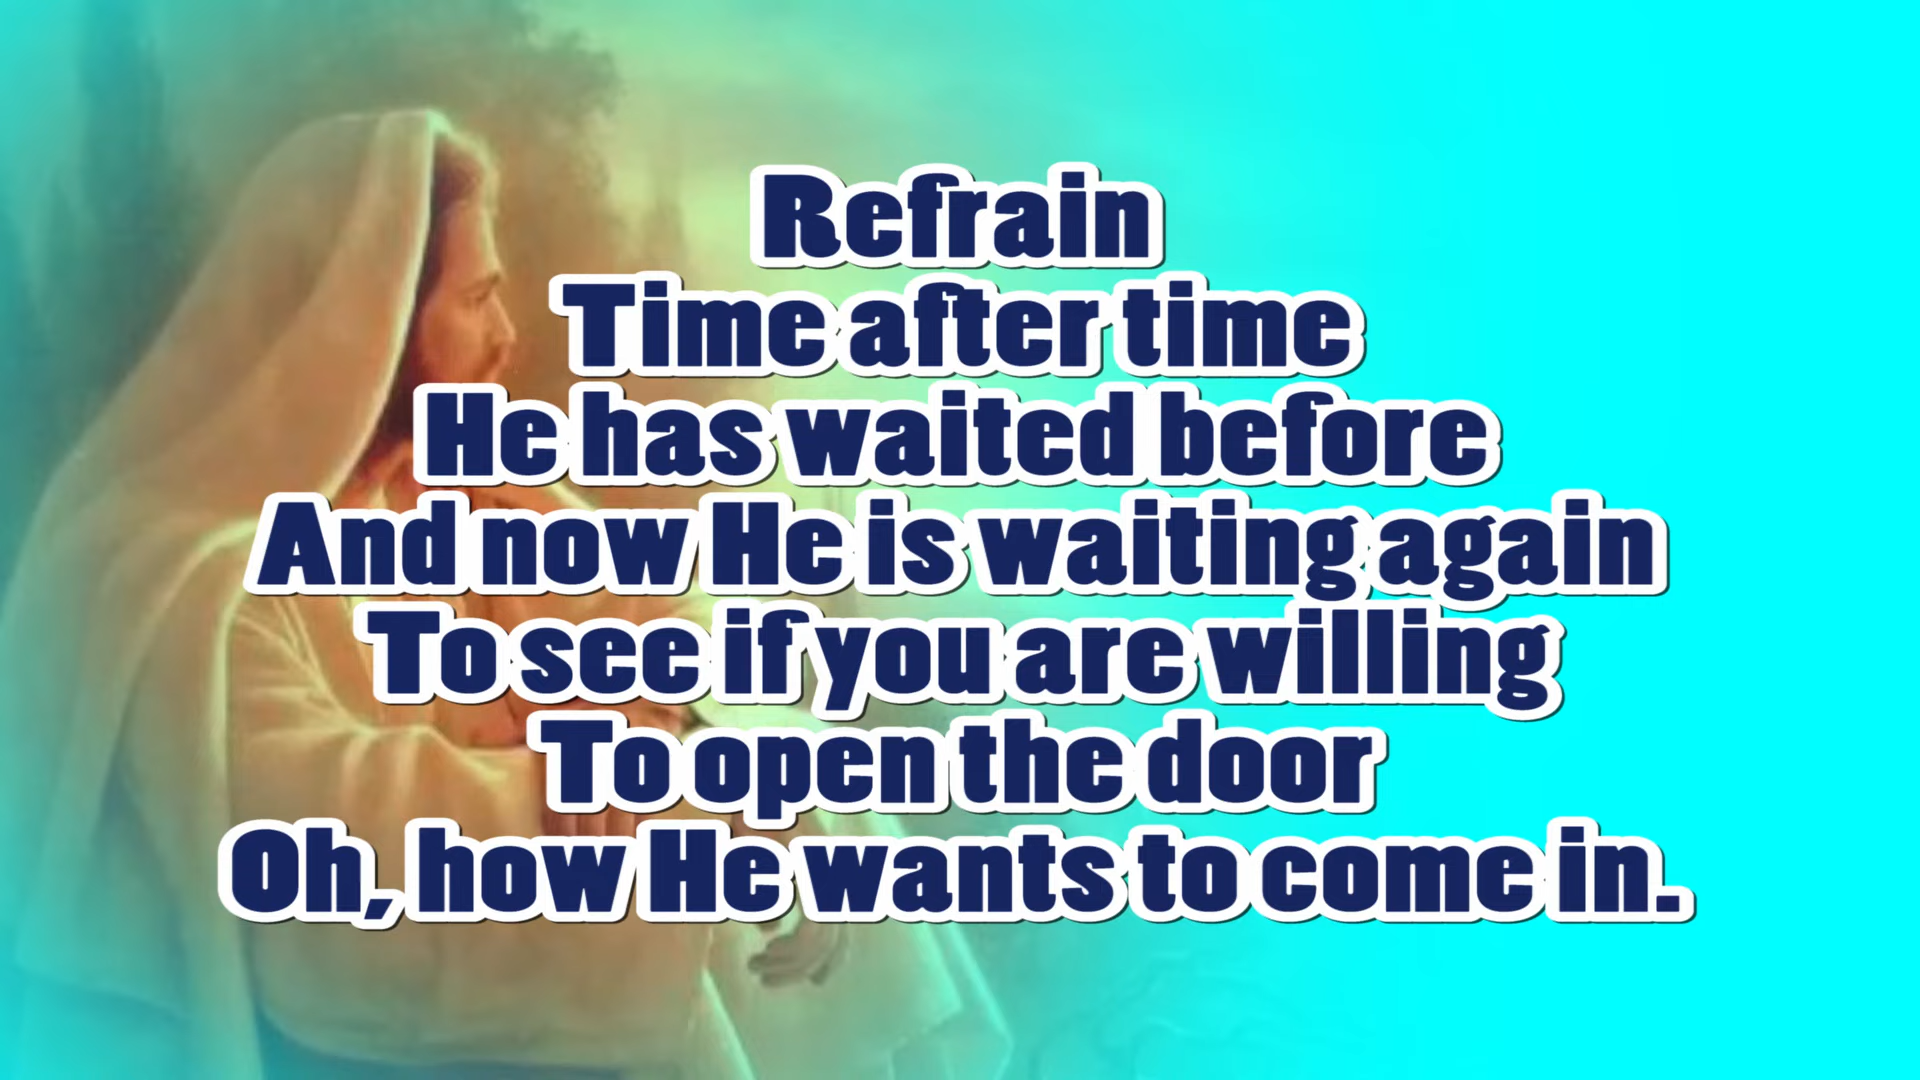 Refrain
Time after time
He has waited before
And now He is waiting again
To see if you are willing
To open the door
Oh, how He wants to come in.